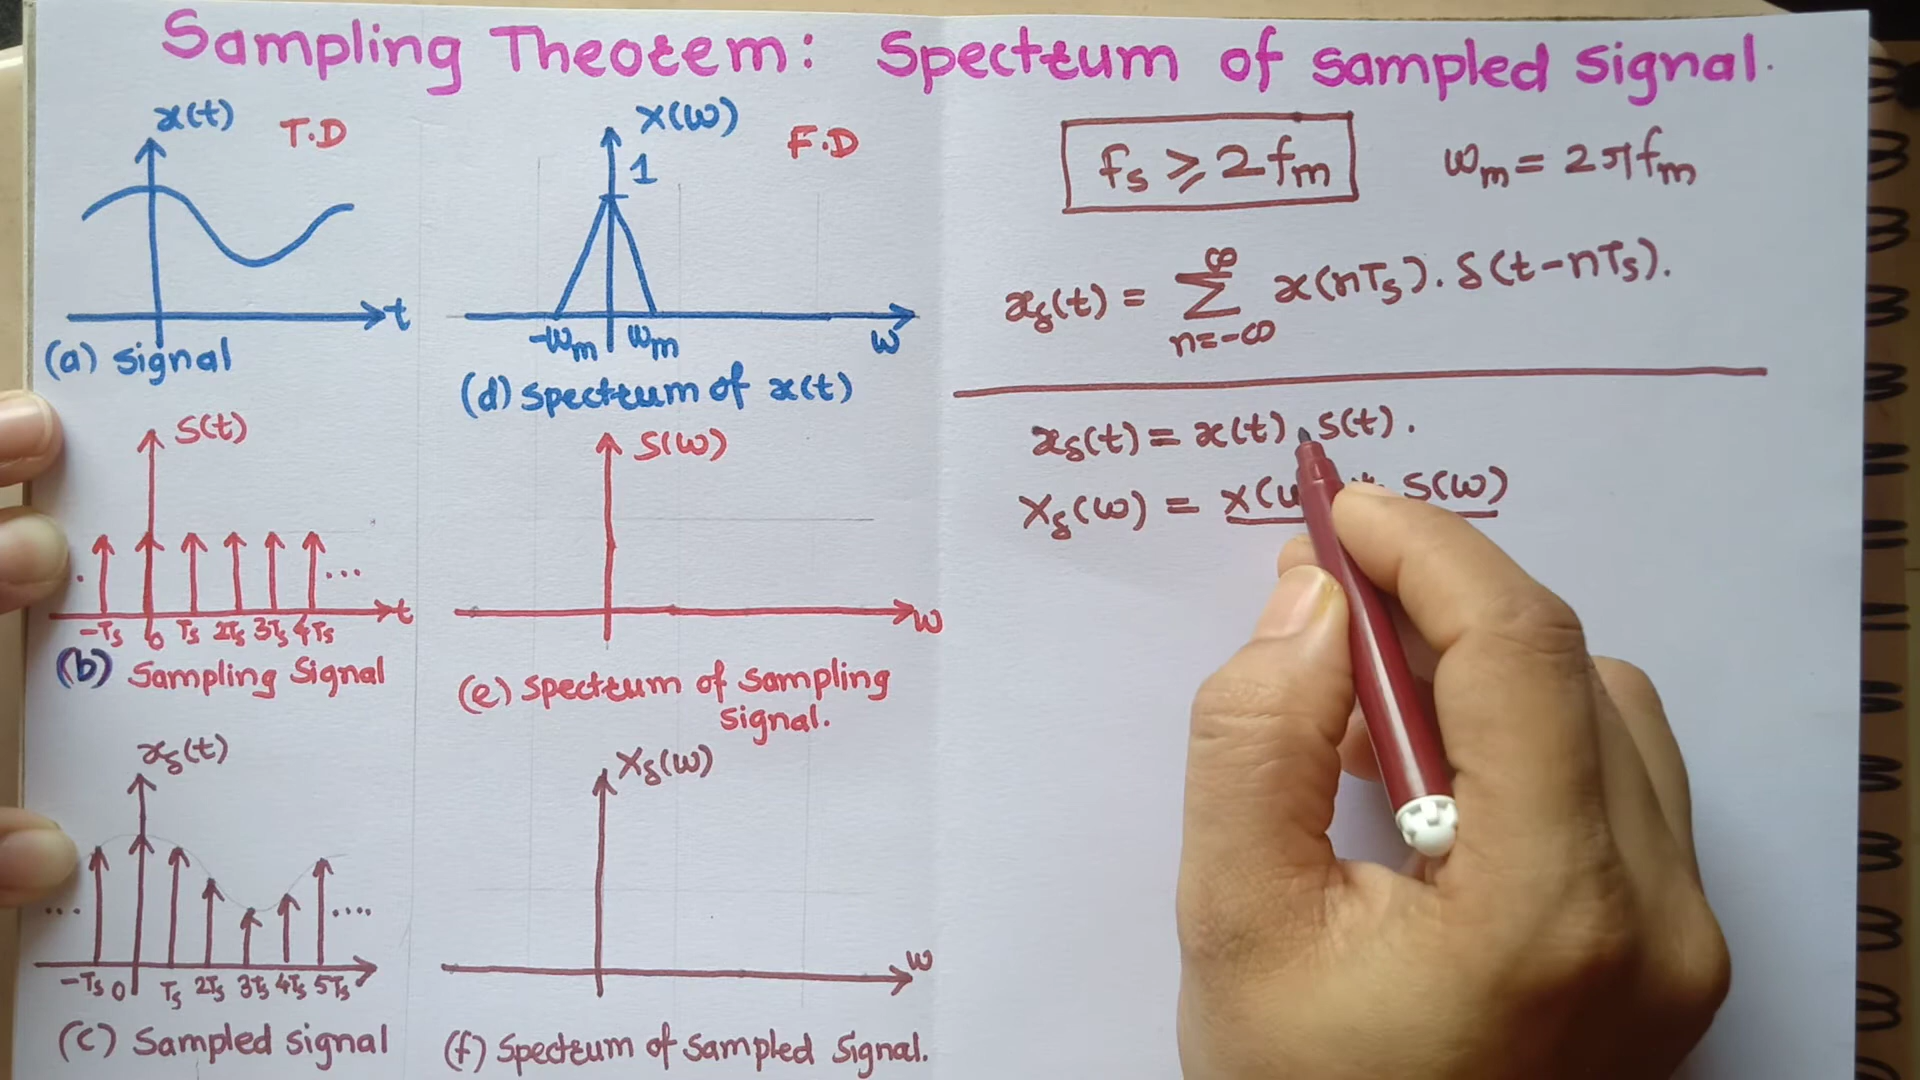 Sampling Theorem: Spectrum of sampled signal.
x(t) T.D
t
(a) signal
X(ω) F.D
1
-ωm ωm ω
(d) spectrum of x(t)
S(t)
...
-Ts 0 Ts 2Ts 3Ts 4Ts t
(b) Sampling signal
S(ω)
ω
(e) spectrum of sampling
signal.
xδ(t)
... ....
-Ts 0 Ts 2Ts 3Ts 4Ts 5Ts
(c) Sampled signal
Xδ(ω)
ω
(f) spectrum of sampled signal.
fs ⩾ 2fm ωm = 2πfm
xδ(t) = ∑ n=-∞ ∞ x(nTs). δ(t-nTs).
xδ(t) = x(t) . s(t).
Xδ(ω) = X( * S(ω)